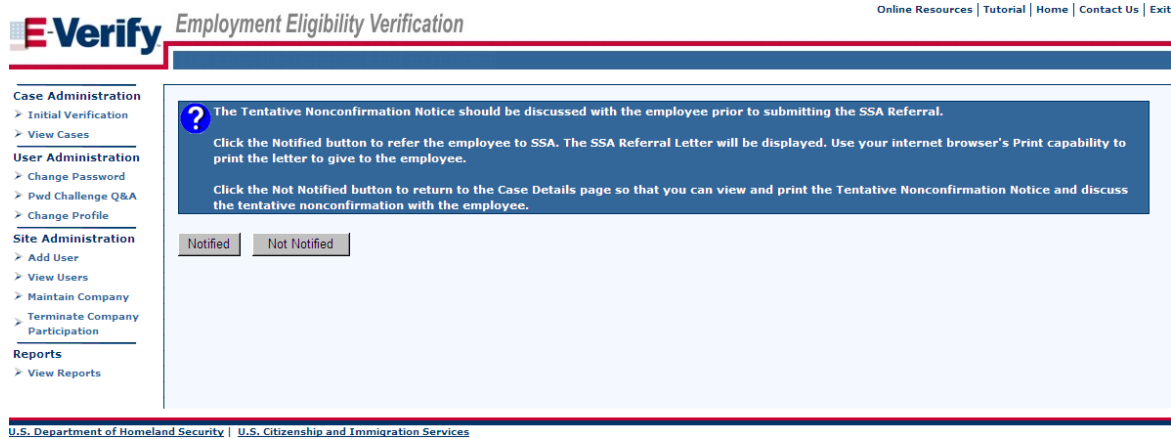 Online Resources | Tutorial | Home | Contact Us | Exit
E-Verify
Employment Eligibility Verification
Case Administration
Initial Verification
View Cases
User Administration
Change Password
Pwd Challenge Q&A
Change Profile
Site Administration
Add User
View Users
Maintain Company
Terminate Company
Participation
Reports
View Reports
?
The Tentative Nonconfirmation Notice should be discussed with the employee prior to submitting the SSA Referral.
Click the Notified button to refer the employee to SSA. The SSA Referral Letter will be displayed. Use your internet browser's Print capability to
print the letter to give to the employee.
Click the Not Notified button to return to the Case Details page so that you can view and print the Tentative Nonconfirmation Notice and discuss
the tentative nonconfirmation with the employee.
Notified Not Notified
U.S. Department of Homeland Security | U.S. Citizenship and Immigration Services